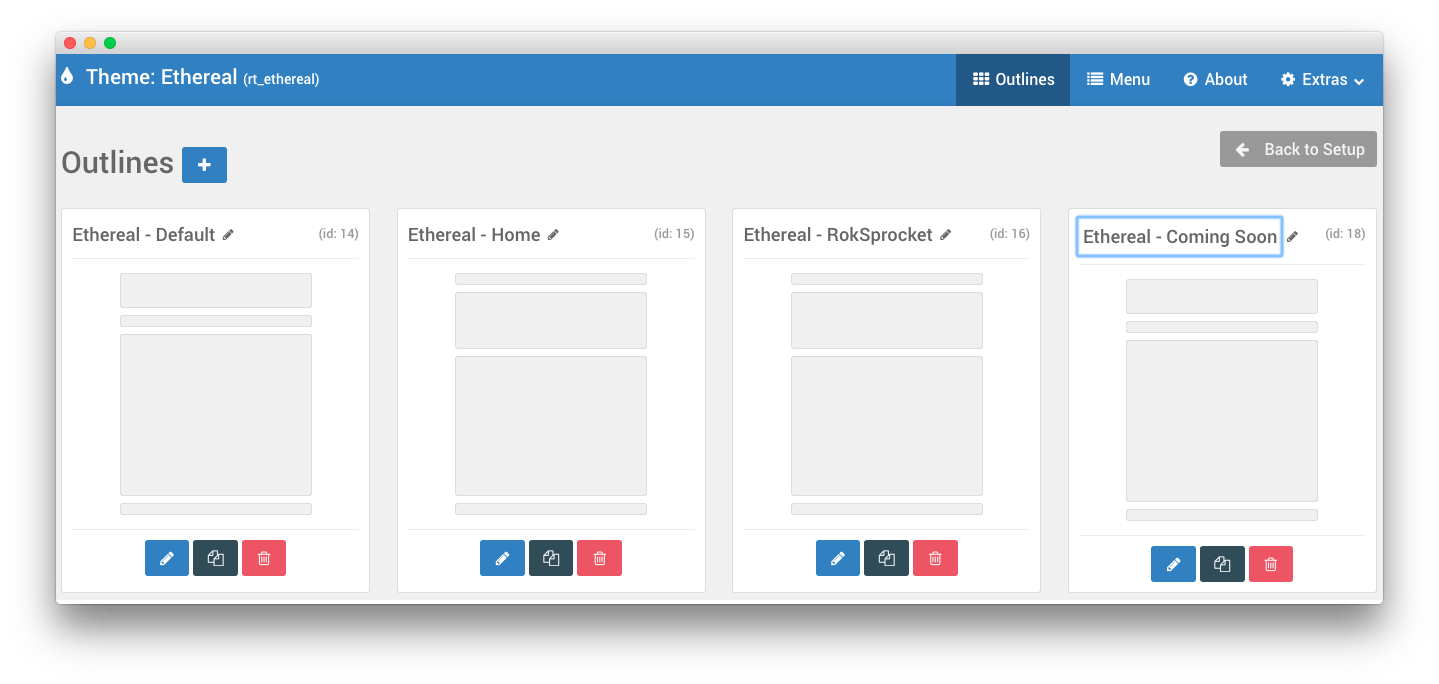 Theme: Ethereal (rt_ethereal)
Outlines Menu About Extras
Back to Setup
Outlines
Ethereal - Default (id: 14)
Ethereal - Home (id: 15)
Ethereal - RokSprocket (id: 16)
Ethereal - Coming Soon (id: 18)